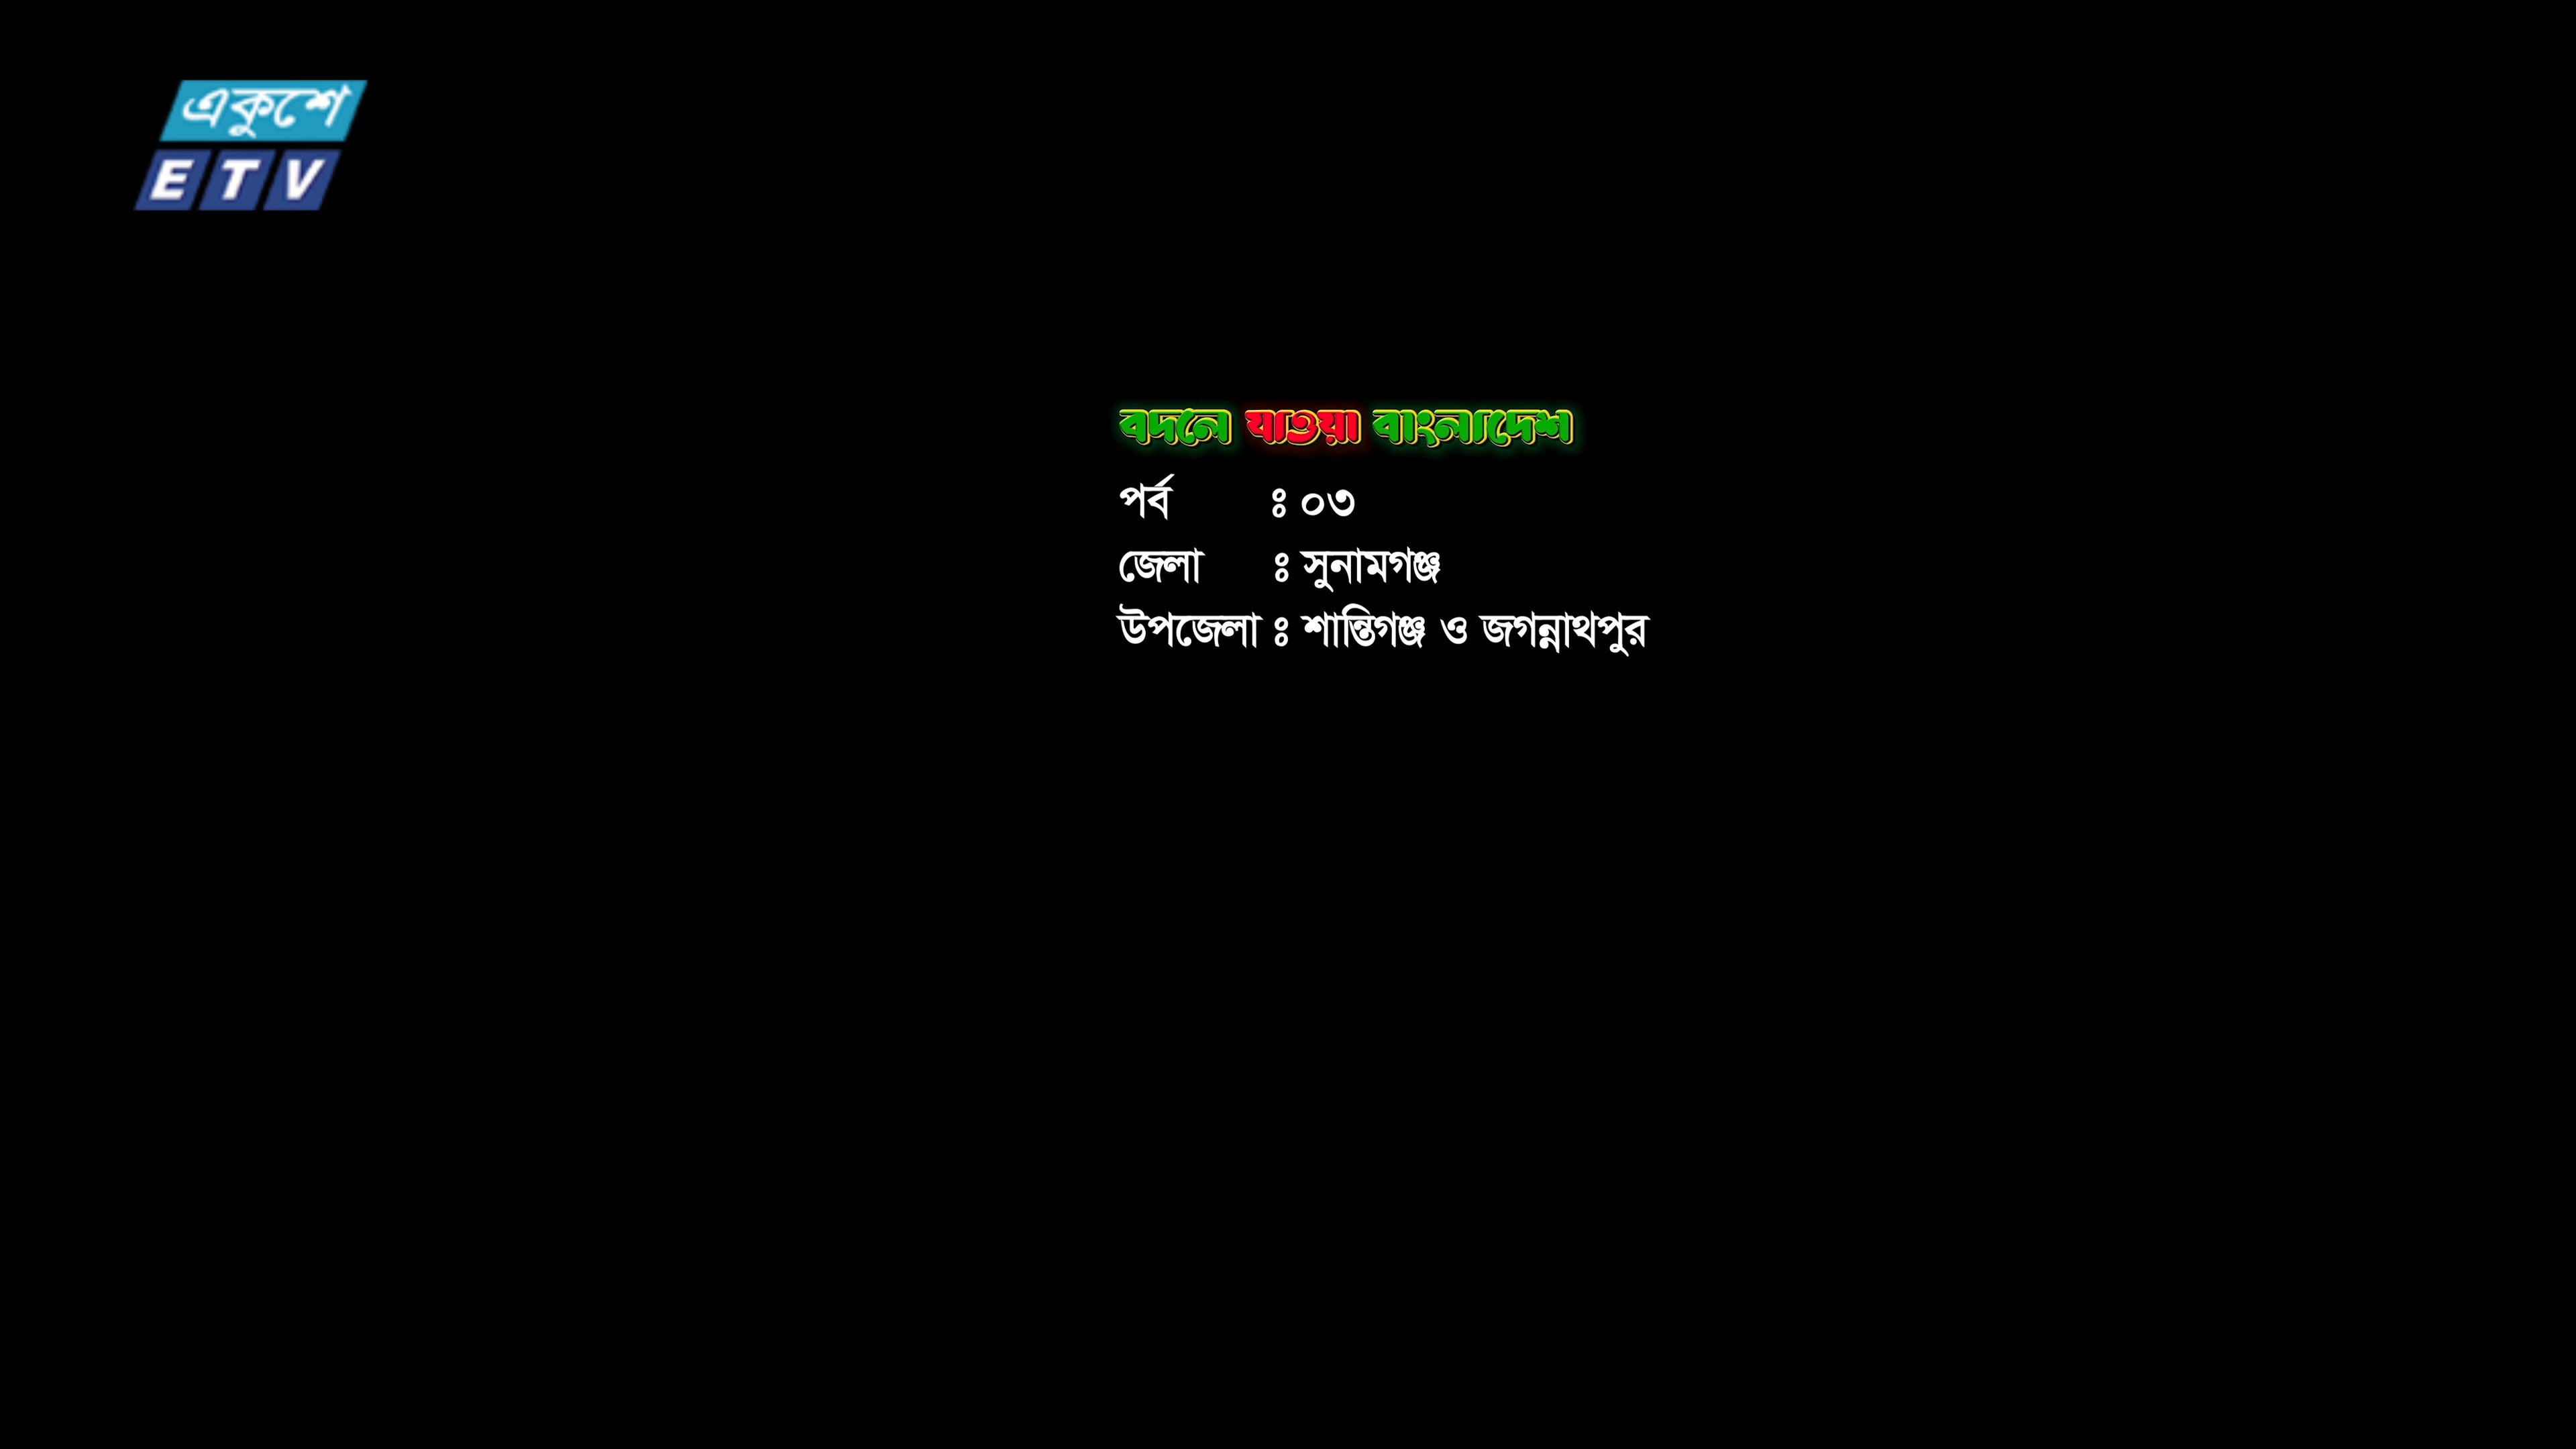 একুশে
ETV
বদলে যাওয়া বাংলাদেশ
পর্ব ঃ ০৩
জেলা ঃ সুনামগঞ্জ
উপজেলা ঃ শান্তিগঞ্জ ও জগন্নাথপুর